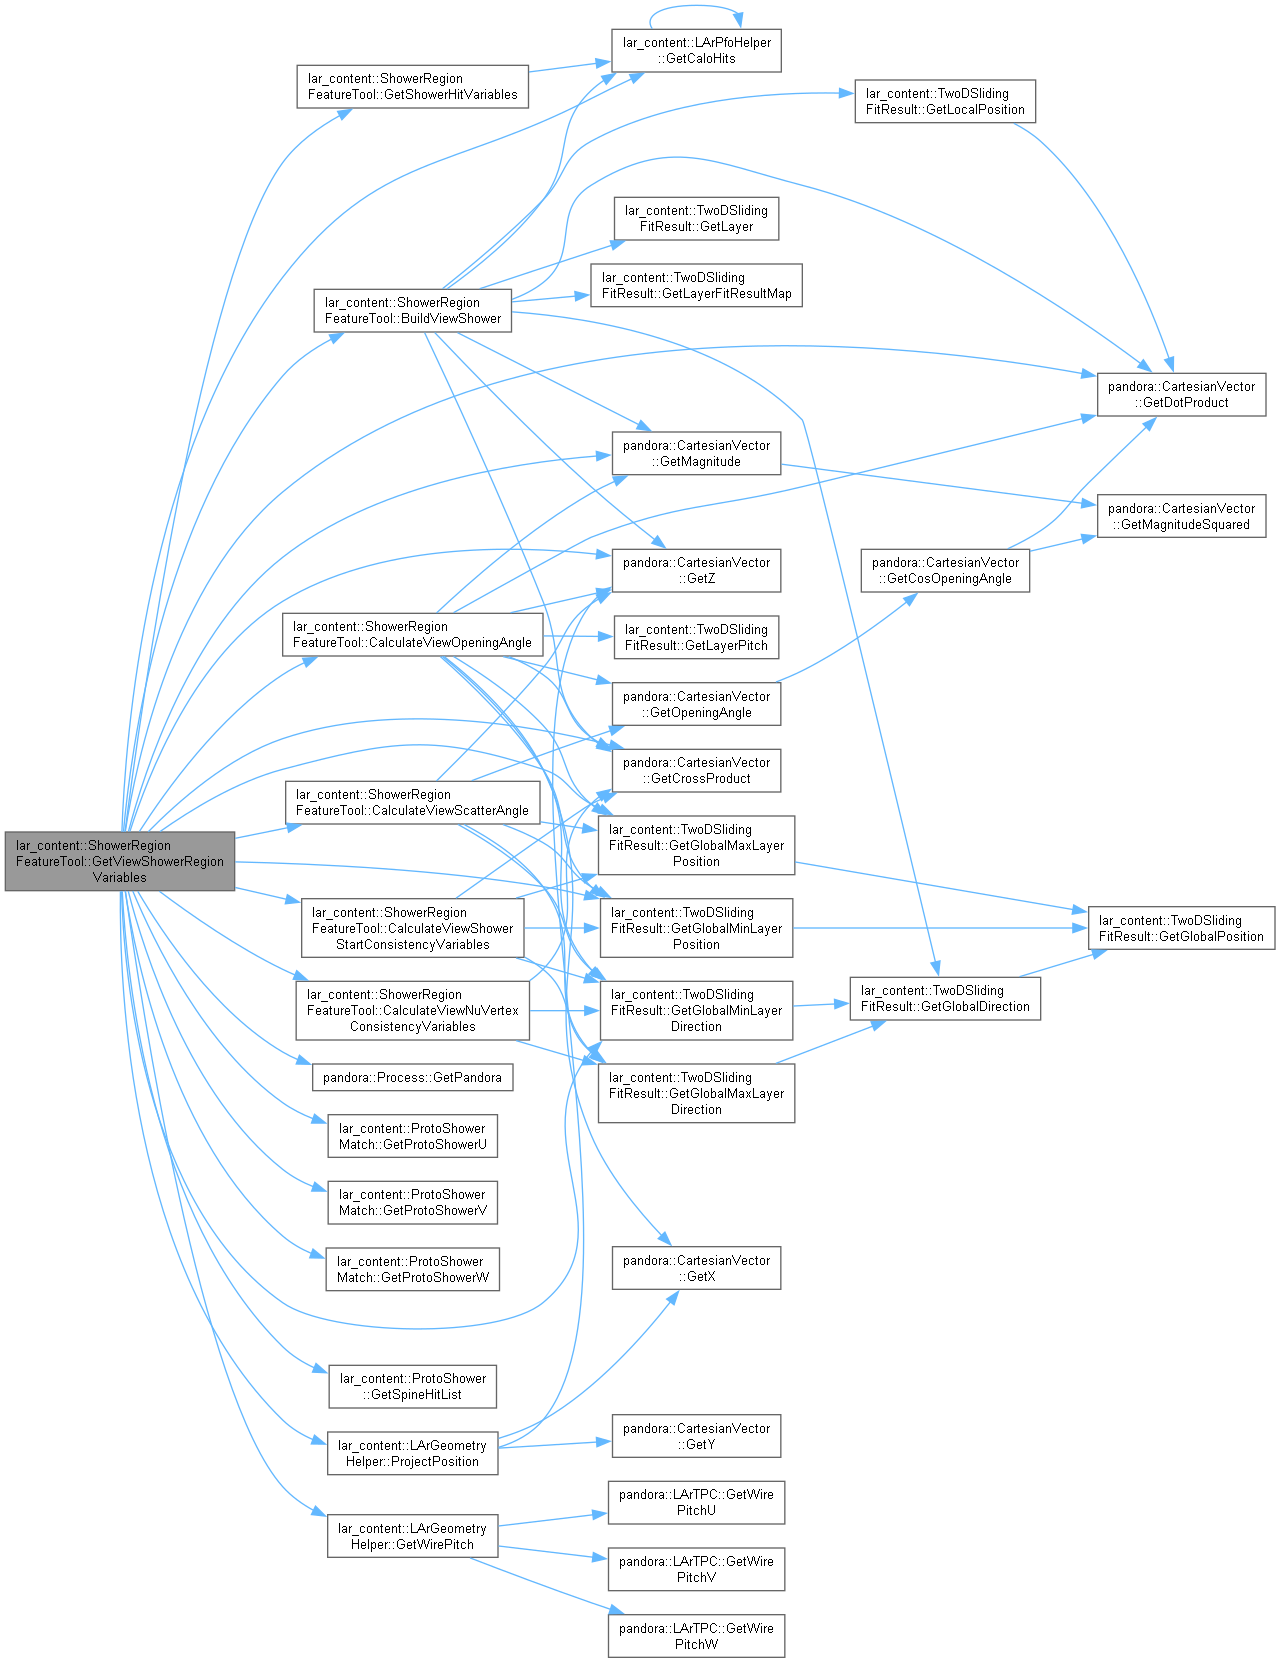 lar_content::ShowerRegion
FeatureTool::GetViewShowerRegion
Variables
lar_content::ShowerRegion
FeatureTool::GetShowerHitVariables
lar_content::ShowerRegion
FeatureTool::BuildViewShower
lar_content::ShowerRegion
FeatureTool::CalculateViewOpeningAngle
lar_content::ShowerRegion
FeatureTool::CalculateViewScatterAngle
lar_content::ShowerRegion
FeatureTool::CalculateViewShower
StartConsistencyVariables
lar_content::ShowerRegion
FeatureTool::CalculateViewNuVertex
ConsistencyVariables
pandora::Process::GetPandora
lar_content::ProtoShower
Match::GetProtoShowerU
lar_content::ProtoShower
Match::GetProtoShowerV
lar_content::ProtoShower
Match::GetProtoShowerW
lar_content::ProtoShower
::GetSpineHitList
lar_content::LArGeometry
Helper::ProjectPosition
lar_content::LArGeometry
Helper::GetWirePitch
lar_content::LArPfoHelper
::GetCaloHits
lar_content::TwoDSliding
FitResult::GetLayer
lar_content::TwoDSliding
FitResult::GetLayerFitResultMap
pandora::CartesianVector
::GetMagnitude
pandora::CartesianVector
::GetZ
lar_content::TwoDSliding
FitResult::GetLayerPitch
pandora::CartesianVector
::GetOpeningAngle
pandora::CartesianVector
::GetCrossProduct
lar_content::TwoDSliding
FitResult::GetGlobalMaxLayer
Position
lar_content::TwoDSliding
FitResult::GetGlobalMinLayer
Position
lar_content::TwoDSliding
FitResult::GetGlobalMinLayer
Direction
lar_content::TwoDSliding
FitResult::GetGlobalMaxLayer
Direction
pandora::CartesianVector
::GetX
pandora::CartesianVector
::GetY
pandora::LArTPC::GetWire
PitchU
pandora::LArTPC::GetWire
PitchV
pandora::LArTPC::GetWire
PitchW
lar_content::TwoDSliding
FitResult::GetLocalPosition
pandora::CartesianVector
::GetCosOpeningAngle
lar_content::TwoDSliding
FitResult::GetGlobalDirection
pandora::CartesianVector
::GetDotProduct
pandora::CartesianVector
::GetMagnitudeSquared
lar_content::TwoDSliding
FitResult::GetGlobalPosition